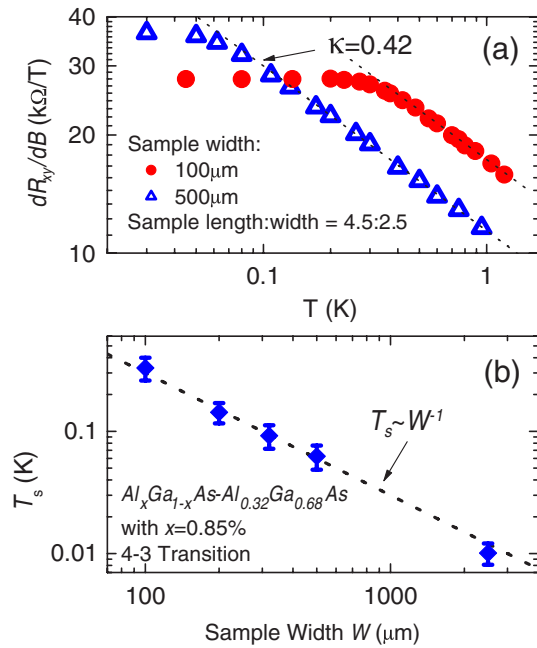 40
30
20
10
dR_xy/dB (kΩ/T)
(a)
κ=0.42
Sample width:
100μm
500μm
Sample length:width = 4.5:2.5
0.1
1
T (K)
(b)
0.1
0.01
T_s (K)
T_s~W^-1
Al_xGa_1-xAs-Al_0.32Ga_0.68As
with x=0.85%
4-3 Transition
100
1000
Sample Width W (μm)